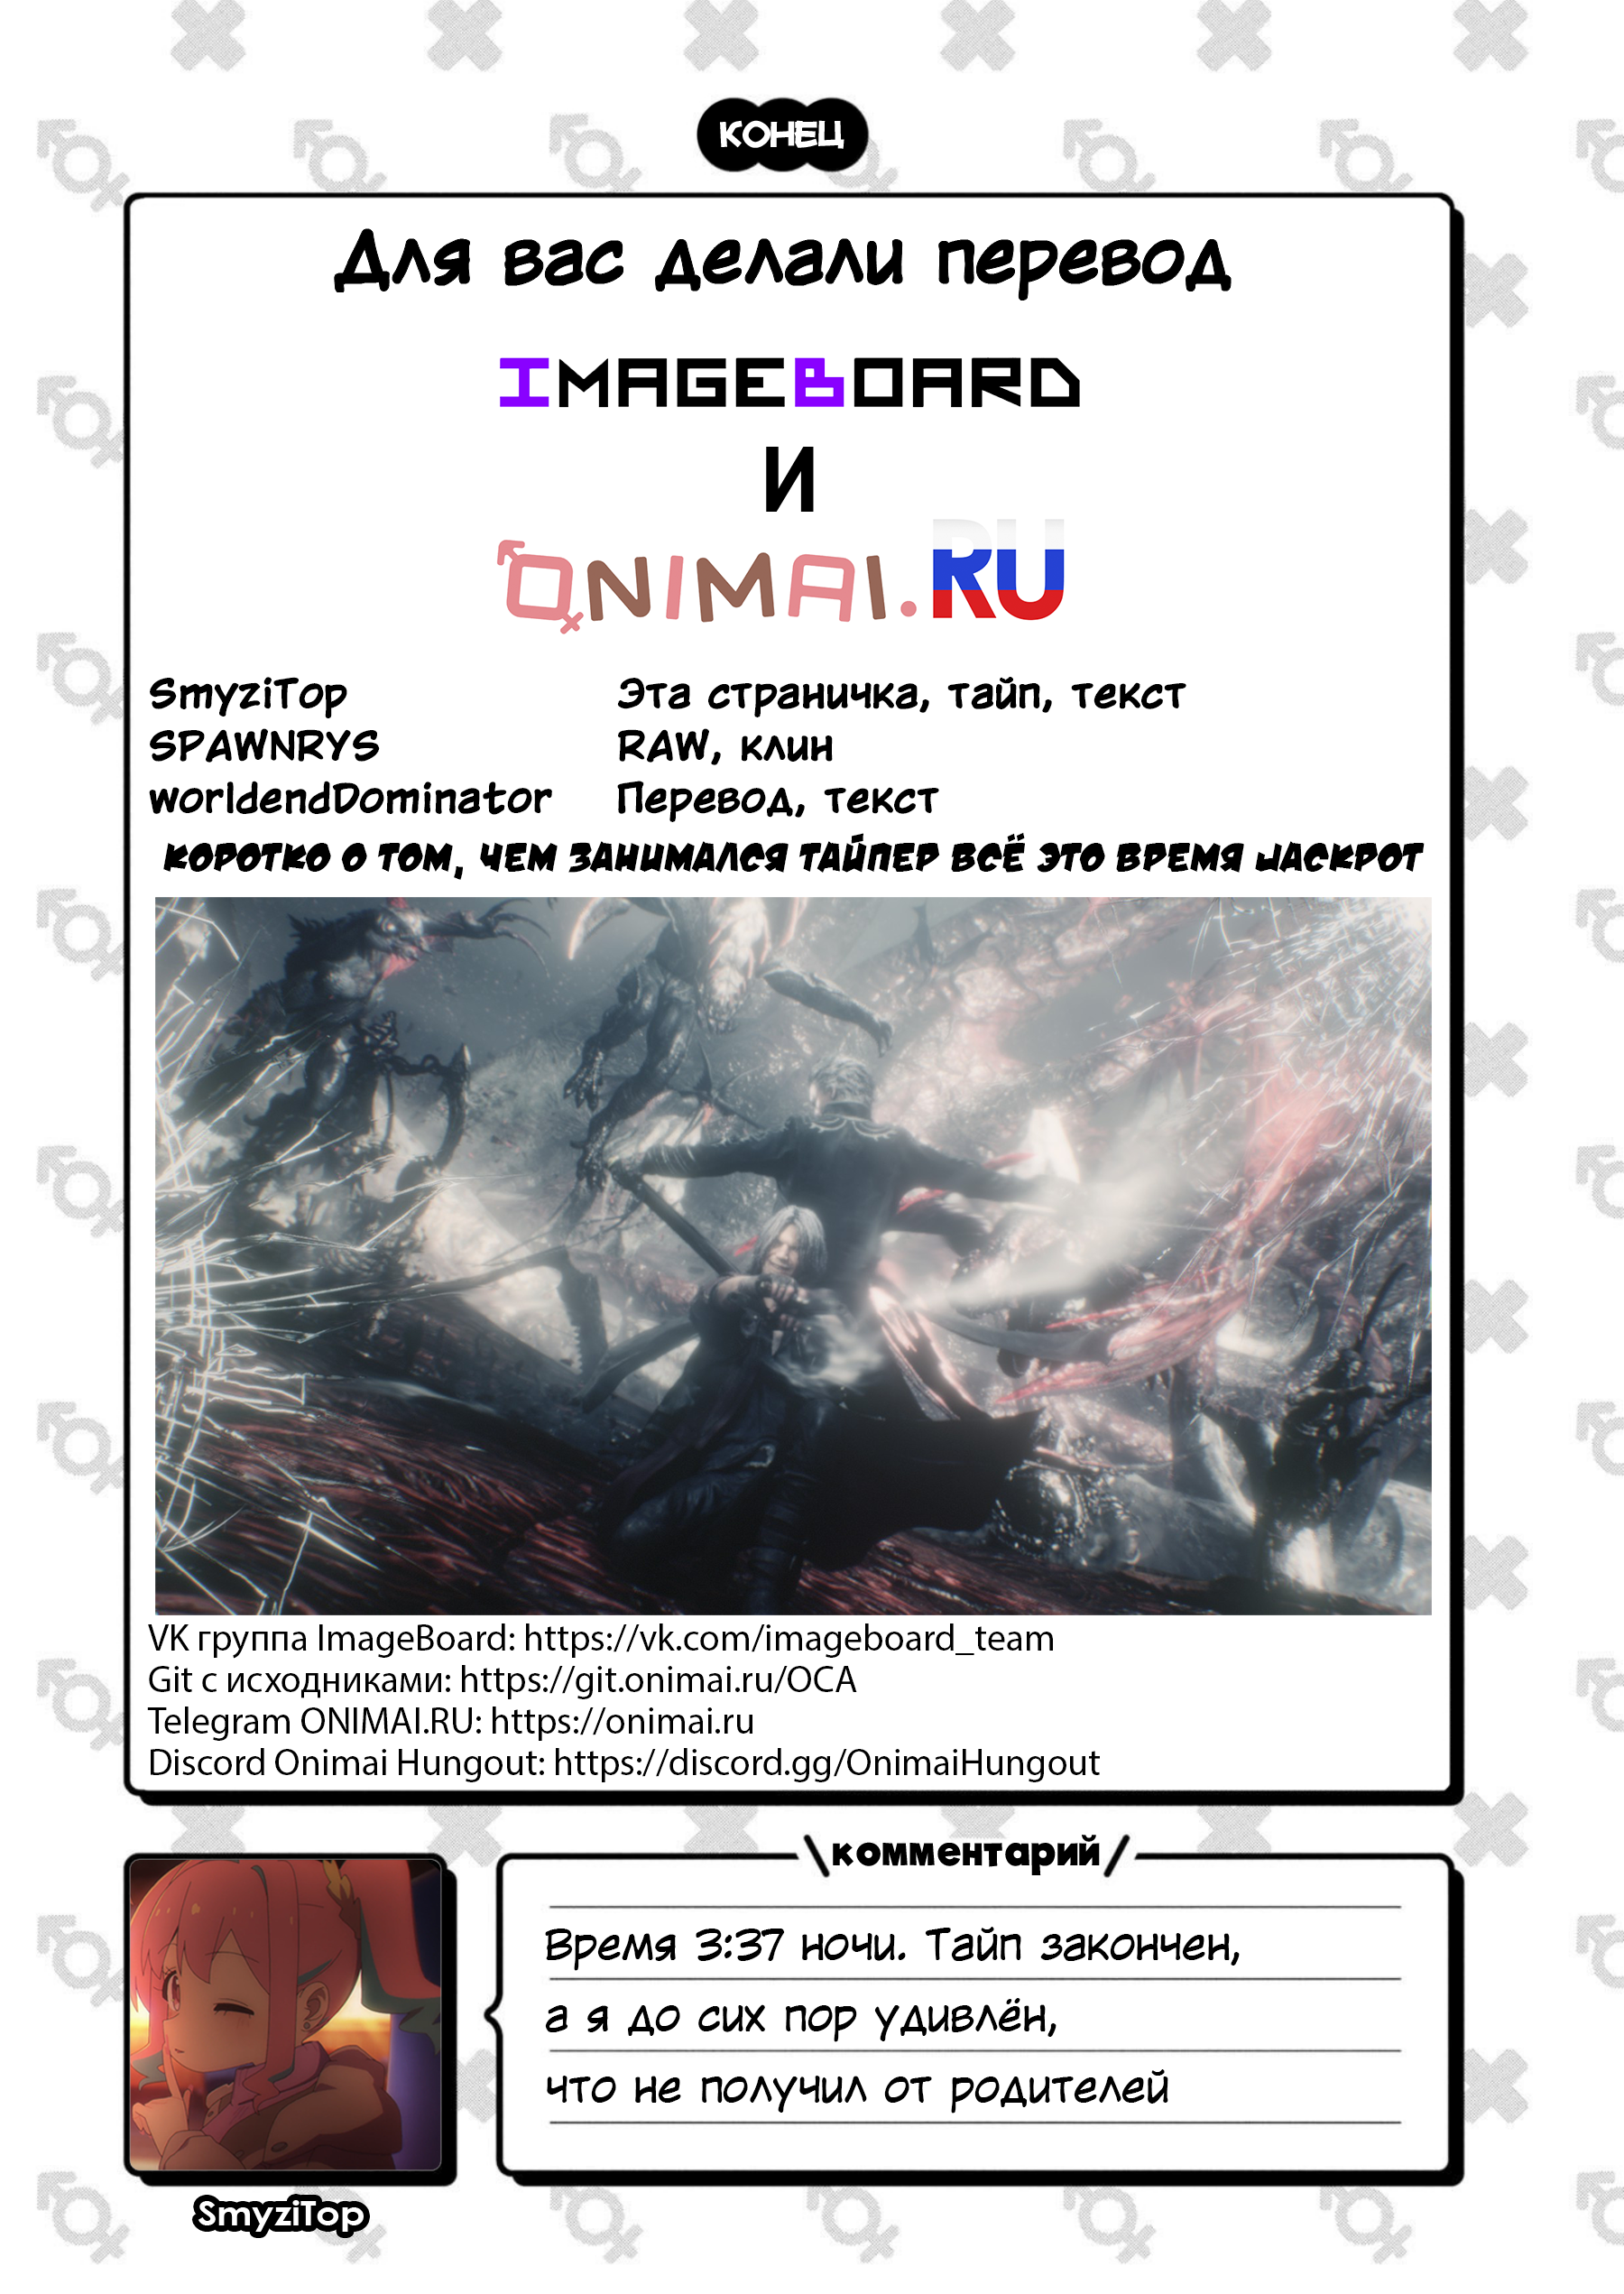 КОНЕЦ
Для вас делали перевод
IMAGEBOARD
И
ONIMAI.RU
SmyziTop Эта страничка, тайп, текст
SPAWNRYS RAW, клин
worldendDominator Перевод, текст
КОРОТКО О ТОМ, ЧЕМ ЗАНИМАЛСЯ ТАЙПЕР ВСЁ ЭТО ВРЕМЯ JACKPOT
VK группа ImageBoard: https://vk.com/imageboard_team
Git с исходниками: https://git.onimai.ru/OCA
Telegram ONIMAI.RU: https://onimai.ru
Discord Onimai Hungout: https://discord.gg/OnimaiHungout
\комментарий/
Время 3:37 ночи. Тайп закончен,
а я до сих пор удивлён,
что не получил от родителей
SmyziTop